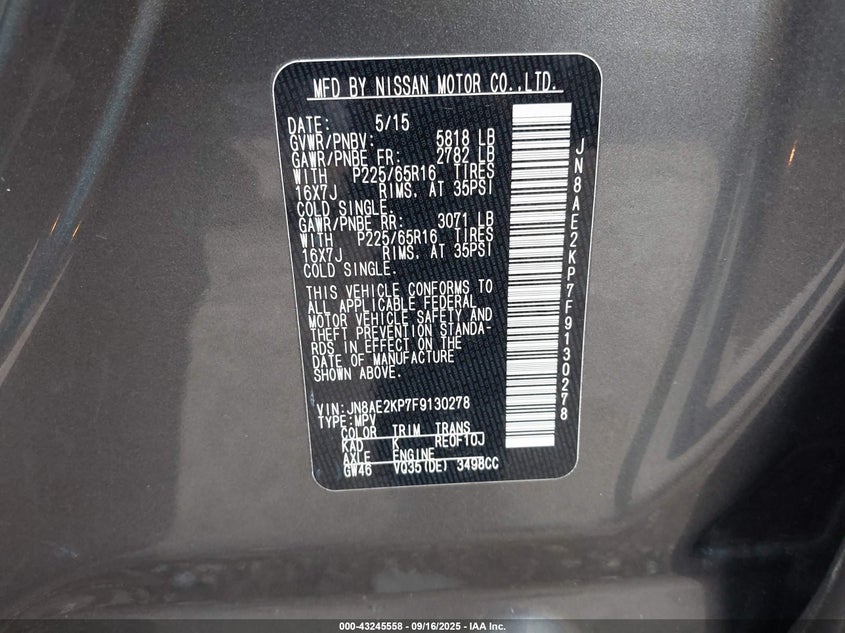 MFD BY NISSAN MOTOR CO.,LTD.
DATE: 5/15
GVWR/PNBV: 5818 LB
GAWR/PNBE FR: 2782 LB
WITH P225/65R16 TIRES
16X7J RIMS. AT 35PSI
COLD SINGLE.
GAWR/PNBE RR: 3071 LB
WITH P225/65R16 TIRES
16X7J RIMS. AT 35PSI
COLD SINGLE.
THIS VEHICLE CONFORMS TO
ALL APPLICABLE FEDERAL
MOTOR VEHICLE SAFETY AND
THEFT PREVENTION STANDA-
RDS IN EFFECT ON THE
DATE OF MANUFACTURE
SHOWN ABOVE.
VIN:JN8AE2KP7F9130278
TYPE:MPV
COLOR TRIM TRANS
KAD K RE0F10J
AXLE ENGINE
GW46 VQ35(DE) 3498CC
JN8AE2KP7F9130278
000-43245558 - 09/16/2025 - IAA Inc.